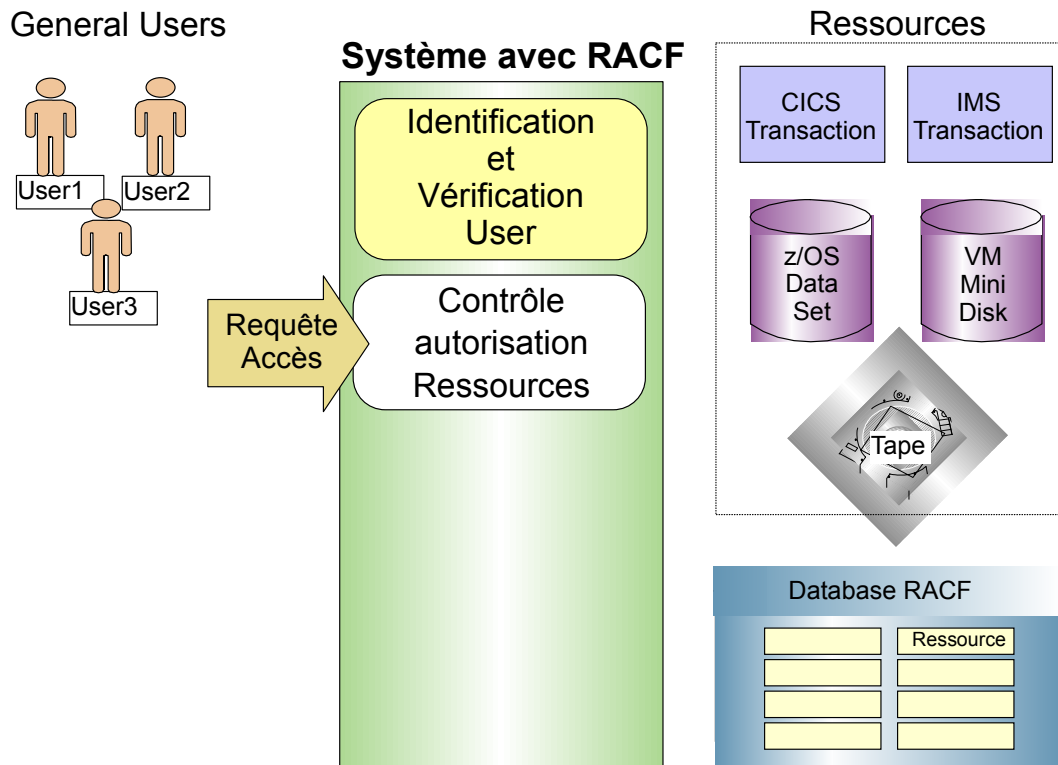 General Users
User1
User2
User3
Système avec RACF
Identification
et
Vérification
User
Requête
Accès
Contrôle
autorisation
Ressources
Ressources
CICS
Transaction
IMS
Transaction
z/OS
Data
Set
VM
Mini
Disk
Tape
Database RACF
Ressource